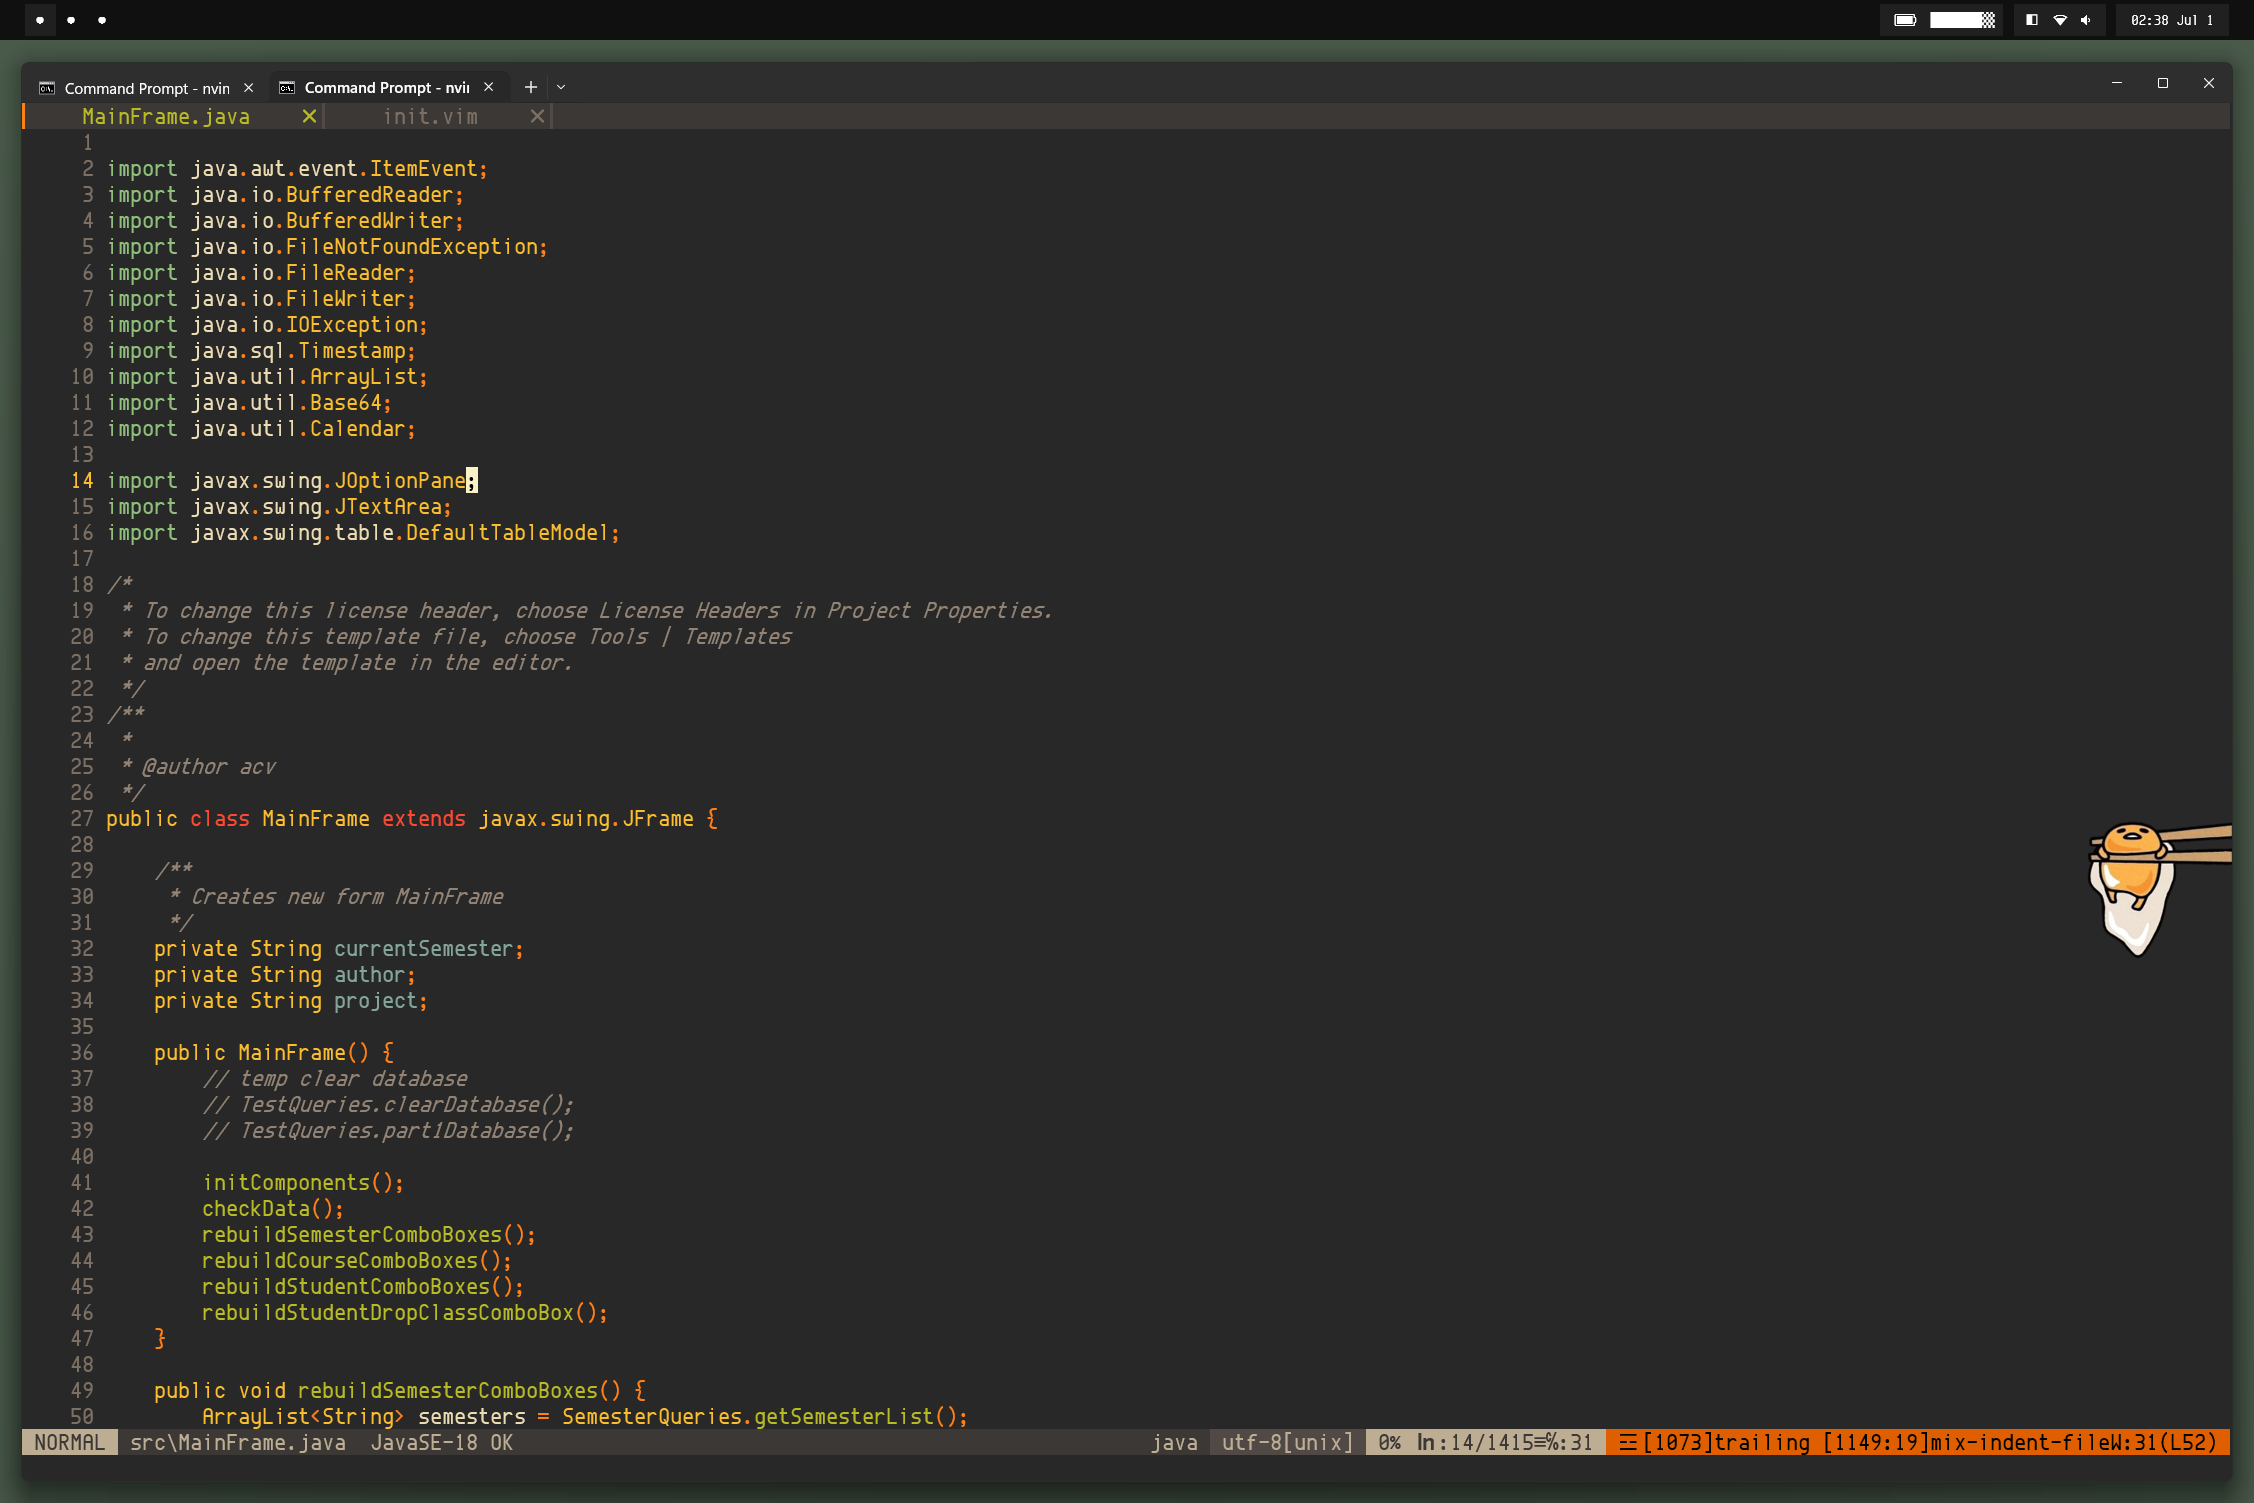 02:38 Jul 1
Command Prompt - nvin
Command Prompt - nvin
MainFrame.java
init.vim
1
2 import java.awt.event.ItemEvent;
3 import java.io.BufferedReader;
4 import java.io.BufferedWriter;
5 import java.io.FileNotFoundException;
6 import java.io.FileReader;
7 import java.io.FileWriter;
8 import java.io.IOException;
9 import java.sql.Timestamp;
10 import java.util.ArrayList;
11 import java.util.Base64;
12 import java.util.Calendar;
13
14 import javax.swing.JOptionPane;
15 import javax.swing.JTextArea;
16 import javax.swing.table.DefaultTableModel;
17
18 /*
19  * To change this license header, choose License Headers in Project Properties.
20  * To change this template file, choose Tools | Templates
21  * and open the template in the editor.
22  */
23 /**
24  *
25  * @author acv
26  */
27 public class MainFrame extends javax.swing.JFrame {
28
29     /**
30      * Creates new form MainFrame
31      */
32     private String currentSemester;
33     private String author;
34     private String project;
35
36     public MainFrame() {
37         // temp clear database
38         // TestQueries.clearDatabase();
39         // TestQueries.part1Database();
40
41         initComponents();
42         checkData();
43         rebuildSemesterComboBoxes();
44         rebuildCourseComboBoxes();
45         rebuildStudentComboBoxes();
46         rebuildStudentDropClassComboBox();
47     }
48
49     public void rebuildSemesterComboBoxes() {
50         ArrayList<String> semesters = SemesterQueries.getSemesterList();
NORMAL src\MainFrame.java JavaSE-18 OK java utf-8[unix] 0% ln:14/1415≡℅:31 ☲[1073]trailing [1149:19]mix-indent-fileW:31(L52)